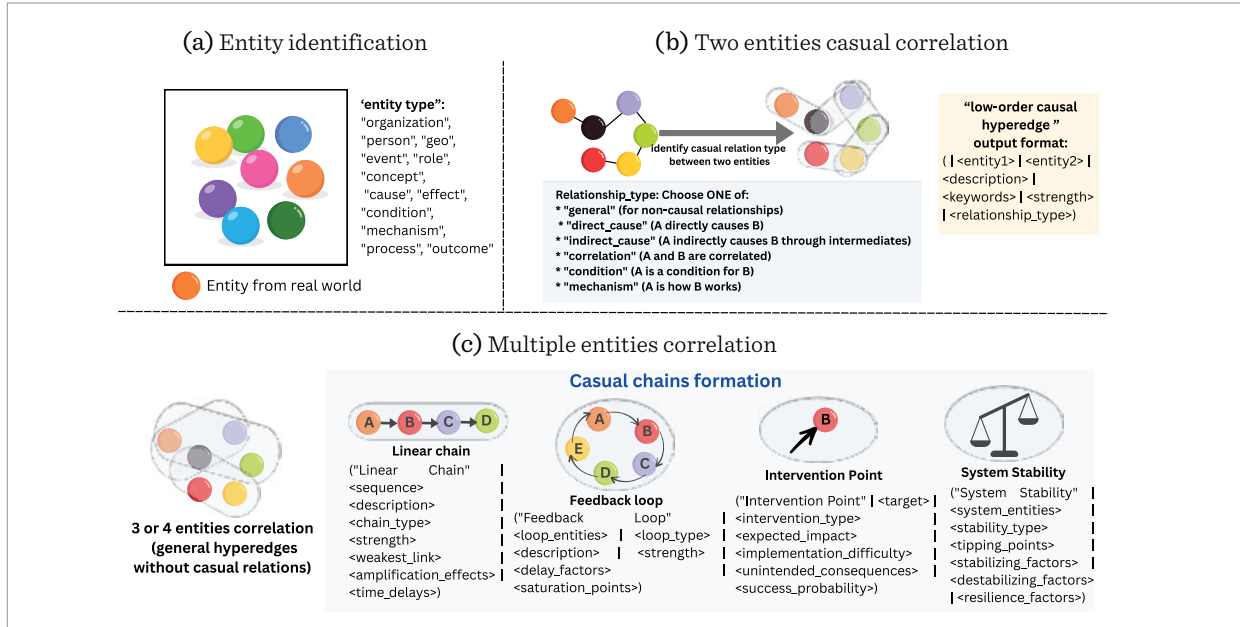 (a) Entity identification
‘entity type”:
"organization",
"person", "geo"
"event", "role"
"concept",
"cause", "effect",
"condition",
"mechanism",
"process", "outcome"
Entity from real world
(b) Two entities casual correlation
Identify casual relation type
between two entities
“low-order causal
hyperedge ”
output format:
( | <entity1> | <entity2> |
<description> |
<keywords> | <strength>
| <relationship_type>)
Relationship_type: Choose ONE of:
* "general" (for non-causal relationships)
* "direct_cause" (A directly causes B)
* "indirect_cause" (A indirectly causes B through intermediates)
* "correlation" (A and B are correlated)
* "condition" (A is a condition for B)
* "mechanism" (A is how B works)
(c) Multiple entities correlation
3 or 4 entities correlation
(general hyperedges
without casual relations)
Casual chains formation
A B C D
Linear chain
("Linear Chain" |
<sequence> |
<description> |
<chain_type> |
<strength> |
<weakest_link> |
<amplification_effects> |
<time_delays>)
A
B
C
D
E
Feedback loop
("Feedback Loop" |
<loop_entities> | <loop_type> |
<description> | <strength> |
<delay_factors> |
<saturation_points>)
B
Intervention Point
("Intervention Point" | <target> |
<intervention_type> |
<expected_impact> |
<implementation_difficulty> |
<unintended_consequences> |
<success_probability>)
System Stability
("System Stability" |
<system_entities> |
<stability_type> |
<tipping_points> |
<stabilizing_factors> |
<destabilizing_factors>
| <resilience_factors>)